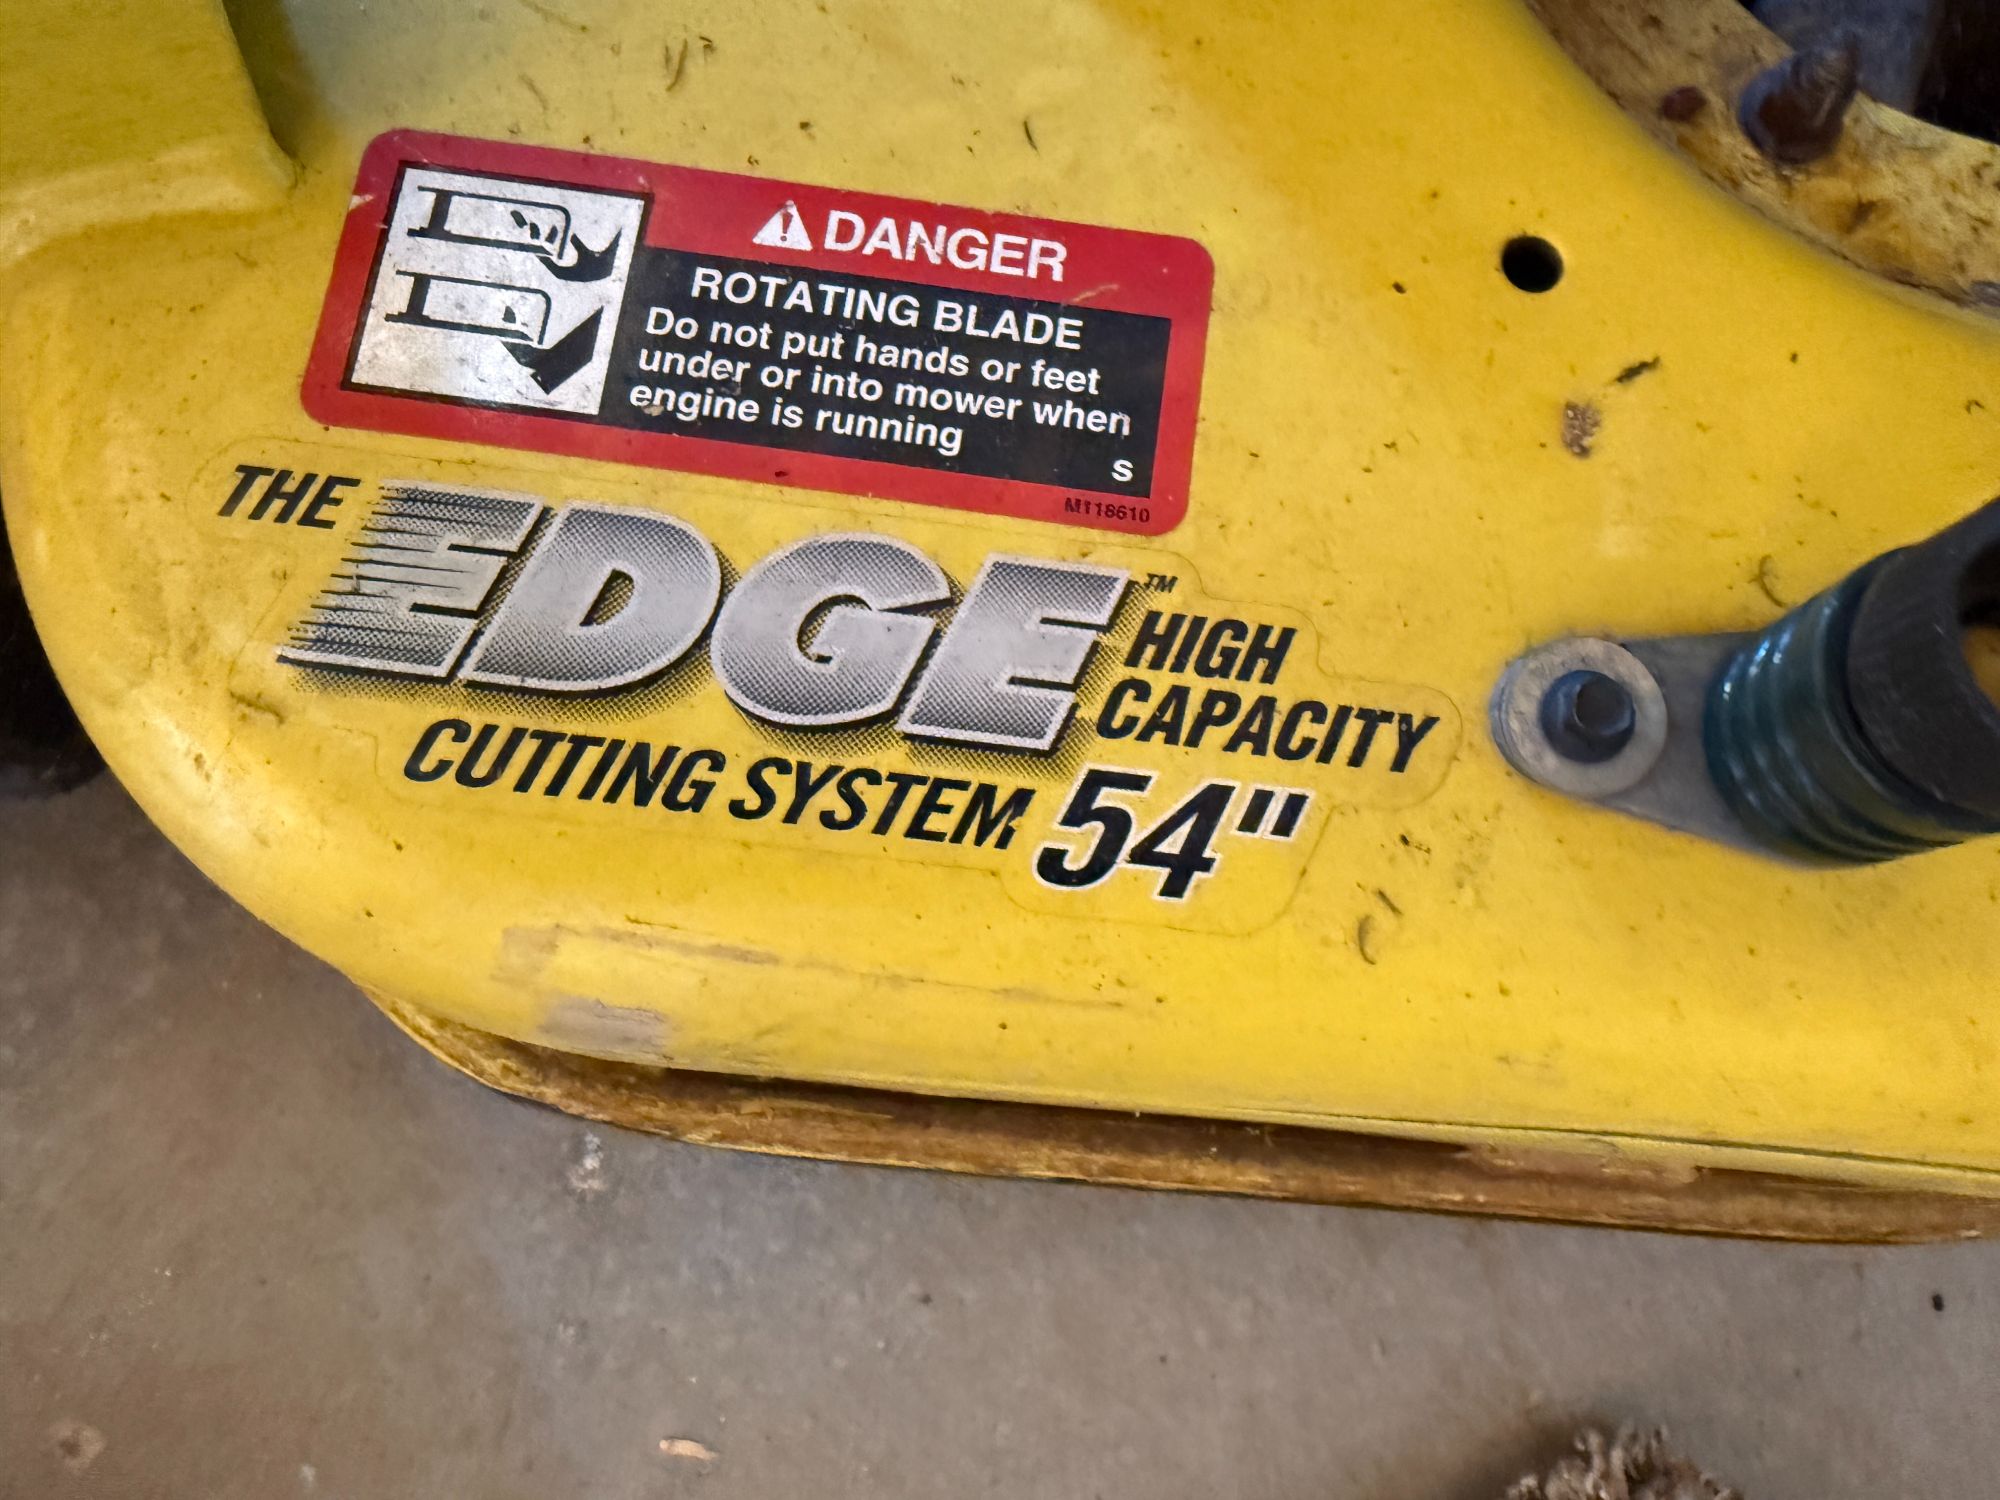 DANGER
ROTATING BLADE
Do not put hands or feet
under or into mower when
engine is running
S
M118610
THE EDGE™ HIGH
CAPACITY
CUTTING SYSTEM 54"